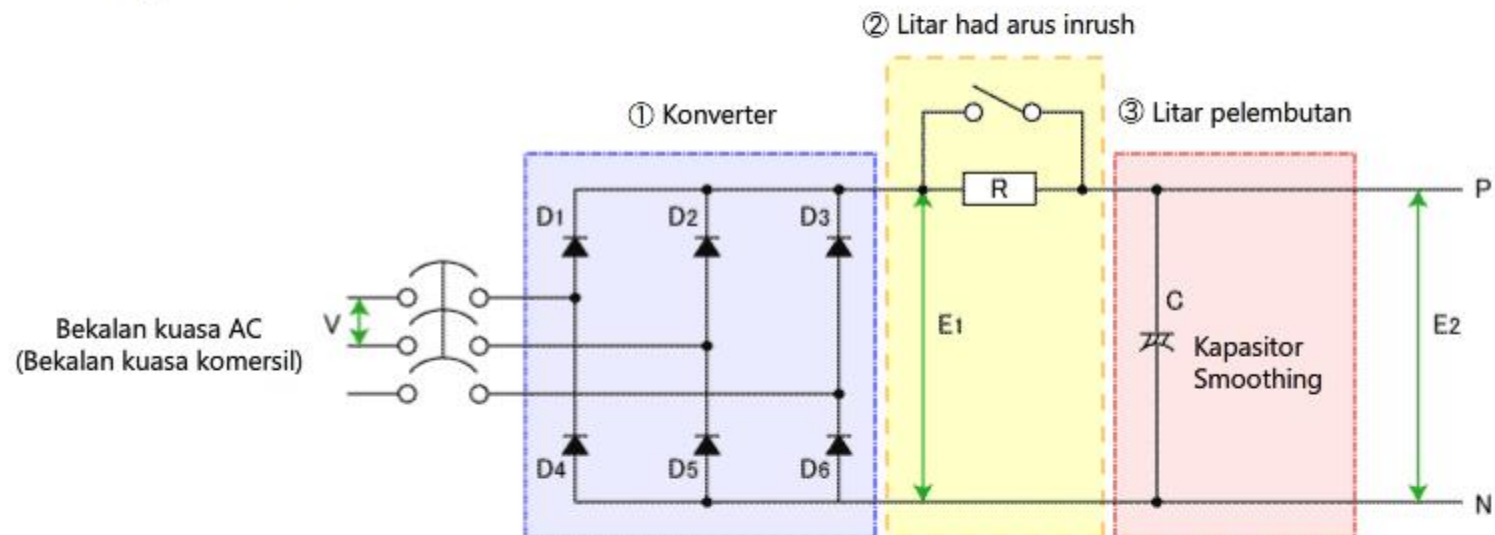 ② Litar had arus inrush
① Konverter
③ Litar pelembutan
R
P
D1
D2
D3
C
V
E1
E2
Bekalan kuasa AC
(Bekalan kuasa komersil)
Kapasitor
Smoothing
D4
D5
D6
N